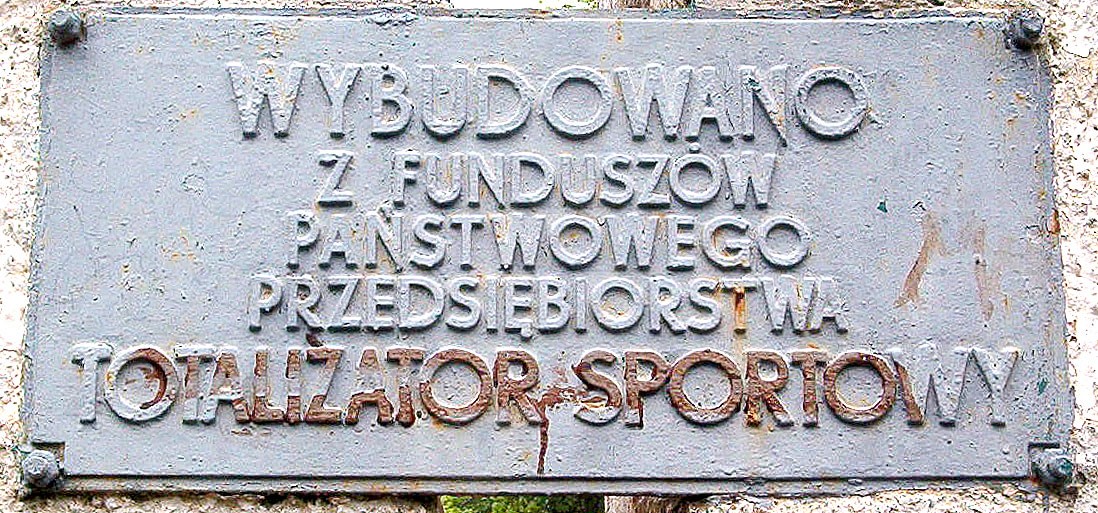 WYBUDOWANO
Z FUNDUSZÓW
PAŃSTWOWEGO
PRZEDSIĘBIORSTWA
TOTALIZATOR SPORTOWY